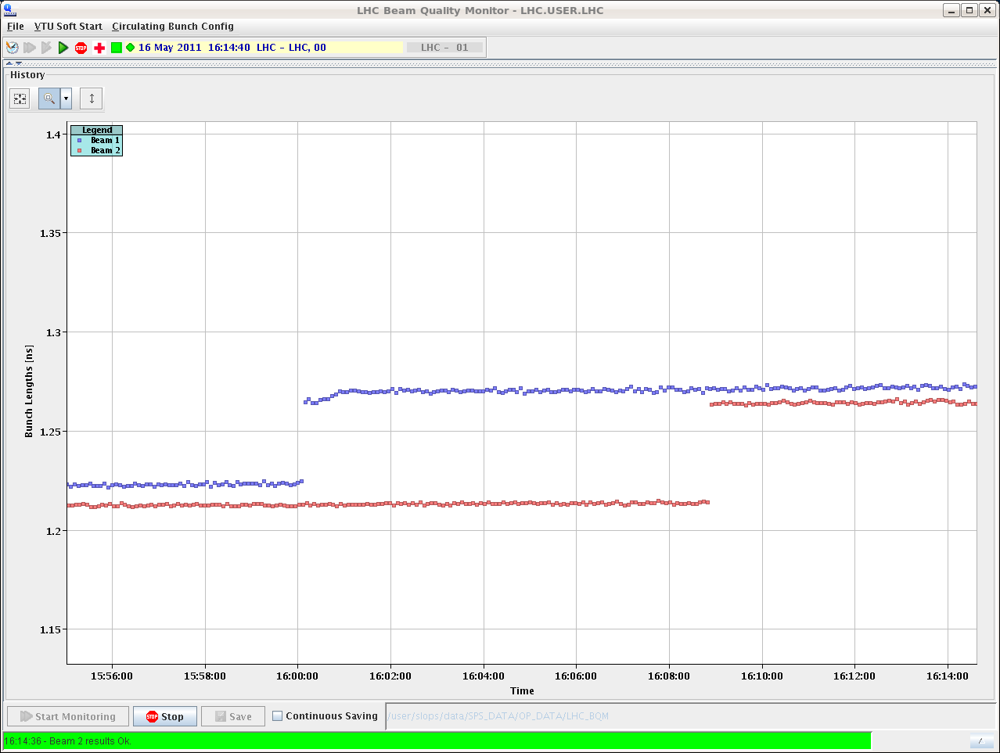 LHC Beam Quality Monitor - LHC.USER.LHC
File VTU Soft Start Circulating Bunch Config
STOP 16 May 2011 16:14:40 LHC - LHC, 00 LHC - 01
History
Legend
Beam 1
Beam 2
1.4
1.35
1.3
1.25
1.2
1.15
Bunch Lengths [ns]
15:56:00 15:58:00 16:00:00 16:02:00 16:04:00 16:06:00 16:08:00 16:10:00 16:12:00 16:14:00
Time
Start Monitoring STOP Stop Save Continuous Saving /user/slops/data/SPS_DATA/OP_DATA/LHC_BQM
16:14:36 - Beam 2 results Ok.